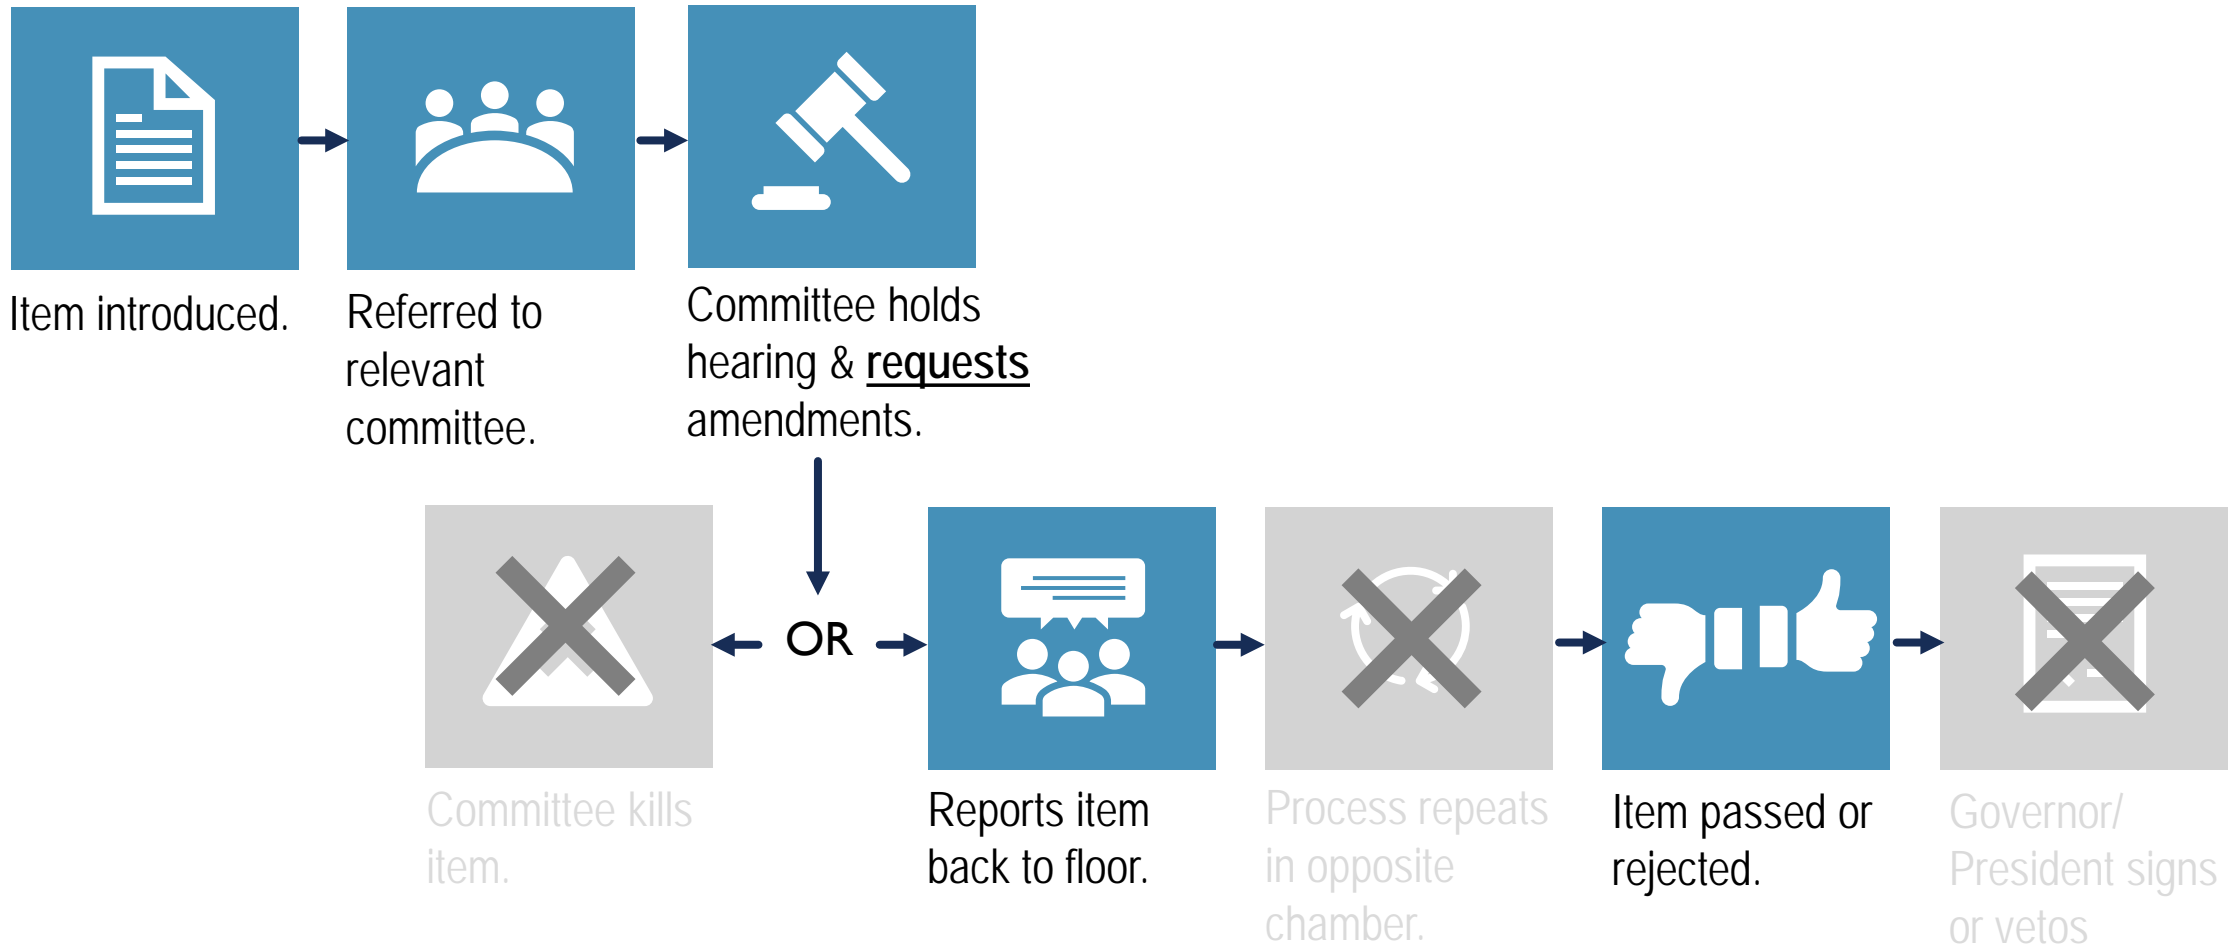 Item introduced.
Referred to
relevant
committee.
Committee holds
hearing & requests
amendments.
OR
Committee kills
item.
Reports item
back to floor.
Process repeats
in opposite
chamber.
Item passed or
rejected.
Governor/
President signs
or vetos